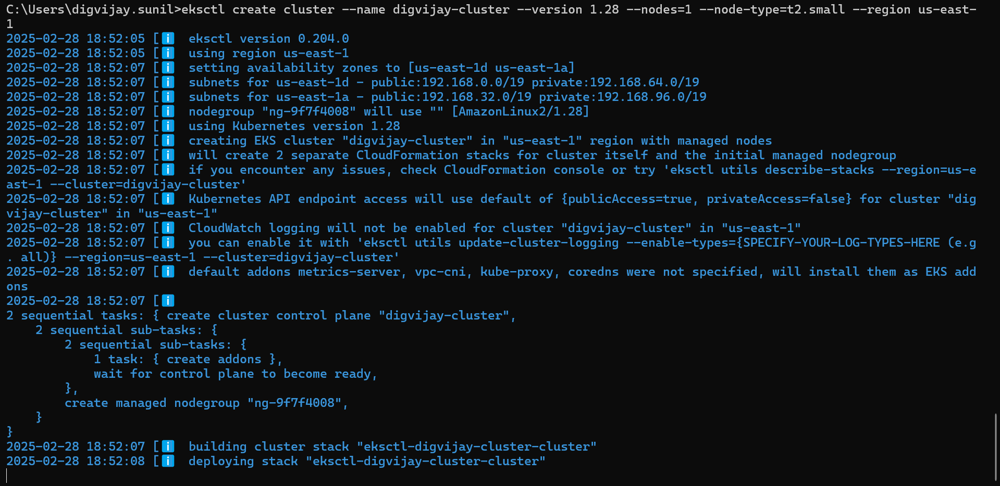 C:\Users\digvijay.sunil>eksctl create cluster --name digvijay-cluster --version 1.28 --nodes=1 --node-type=t2.small --region us-east-
1
2025-02-28 18:52:05 [ℹ]  eksctl version 0.204.0
2025-02-28 18:52:05 [ℹ]  using region us-east-1
2025-02-28 18:52:07 [ℹ]  setting availability zones to [us-east-1d us-east-1a]
2025-02-28 18:52:07 [ℹ]  subnets for us-east-1d - public:192.168.0.0/19 private:192.168.64.0/19
2025-02-28 18:52:07 [ℹ]  subnets for us-east-1a - public:192.168.32.0/19 private:192.168.96.0/19
2025-02-28 18:52:07 [ℹ]  nodegroup "ng-9f7f4008" will use "" [AmazonLinux2/1.28]
2025-02-28 18:52:07 [ℹ]  using Kubernetes version 1.28
2025-02-28 18:52:07 [ℹ]  creating EKS cluster "digvijay-cluster" in "us-east-1" region with managed nodes
2025-02-28 18:52:07 [ℹ]  will create 2 separate CloudFormation stacks for cluster itself and the initial managed nodegroup
2025-02-28 18:52:07 [ℹ]  if you encounter any issues, check CloudFormation console or try 'eksctl utils describe-stacks --region=us-e
ast-1 --cluster=digvijay-cluster'
2025-02-28 18:52:07 [ℹ]  Kubernetes API endpoint access will use default of {publicAccess=true, privateAccess=false} for cluster "dig
vijay-cluster" in "us-east-1"
2025-02-28 18:52:07 [ℹ]  CloudWatch logging will not be enabled for cluster "digvijay-cluster" in "us-east-1"
2025-02-28 18:52:07 [ℹ]  you can enable it with 'eksctl utils update-cluster-logging --enable-types={SPECIFY-YOUR-LOG-TYPES-HERE (e.g
. all)} --region=us-east-1 --cluster=digvijay-cluster'
2025-02-28 18:52:07 [ℹ]  default addons metrics-server, vpc-cni, kube-proxy, coredns were not specified, will install them as EKS add
ons
2025-02-28 18:52:07 [ℹ]
2 sequential tasks: { create cluster control plane "digvijay-cluster",
    2 sequential sub-tasks: {
        2 sequential sub-tasks: {
            1 task: { create addons },
            wait for control plane to become ready,
        },
        create managed nodegroup "ng-9f7f4008",
    }
}
2025-02-28 18:52:07 [ℹ]  building cluster stack "eksctl-digvijay-cluster-cluster"
2025-02-28 18:52:08 [ℹ]  deploying stack "eksctl-digvijay-cluster-cluster"